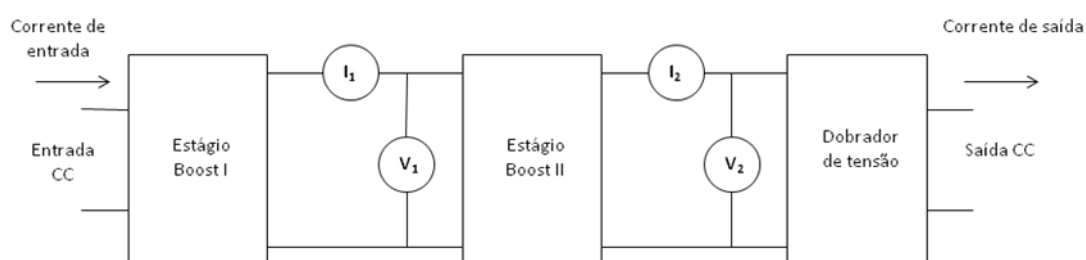 Corrente de
entrada
Corrente de saída
I₁
I₂
Entrada
CC
Estágio
Boost I
V₁
Estágio
Boost II
V₂
Dobrador
de tensão
Saída CC